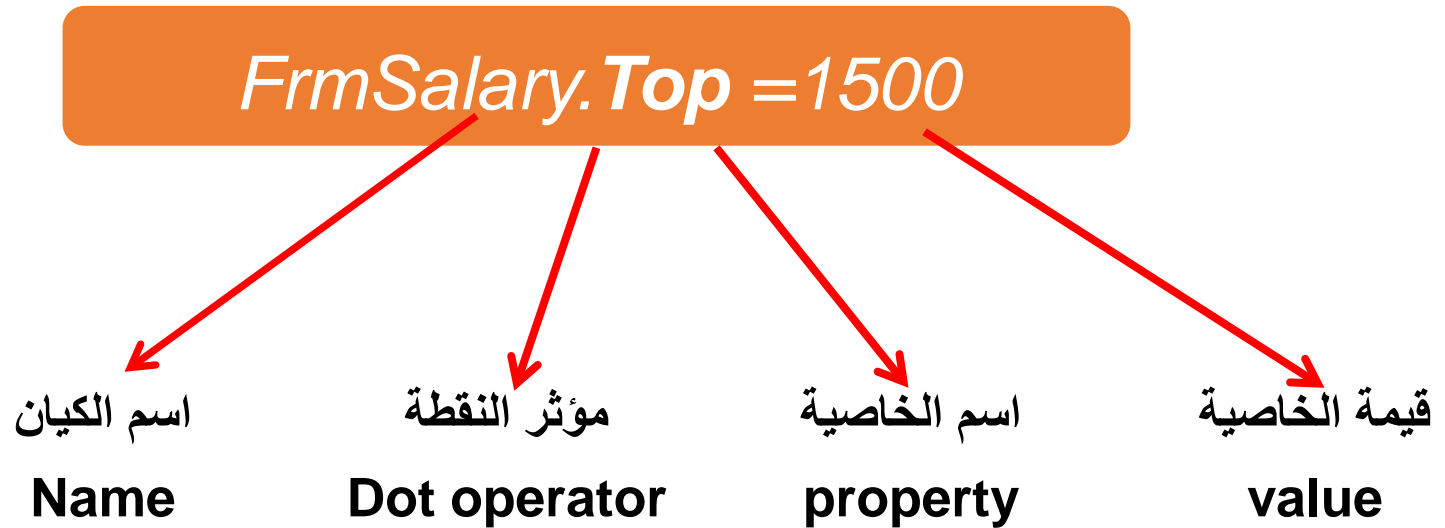 FrmSalary.Top =1500
اسم الكيان
مؤثر النقطة
اسم الخاصية
قيمة الخاصية
Name
Dot operator
property
value